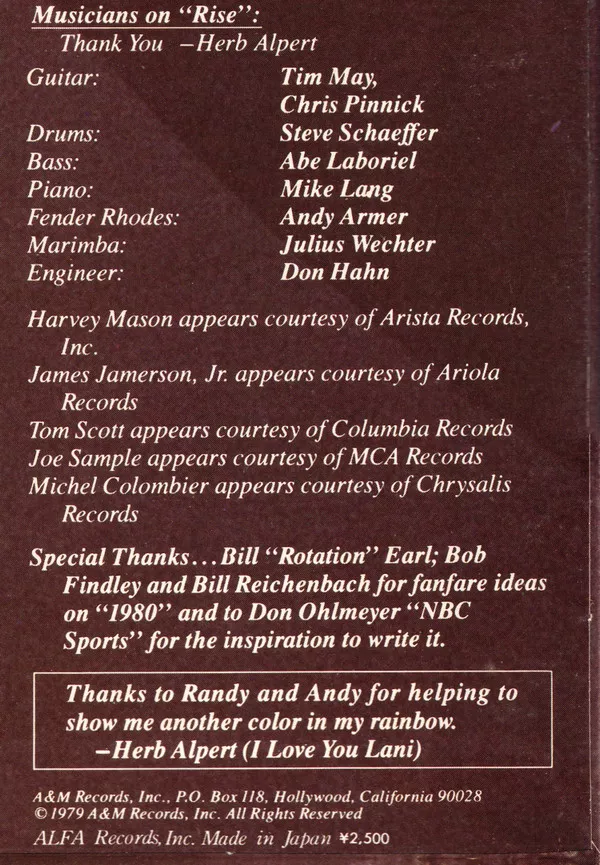 Musicians on “Rise”:
Thank You –Herb Alpert
Guitar: Tim May,
Chris Pinnick
Drums: Steve Schaeffer
Bass: Abe Laboriel
Piano: Mike Lang
Fender Rhodes: Andy Armer
Marimba: Julius Wechter
Engineer: Don Hahn
Harvey Mason appears courtesy of Arista Records,
Inc.
James Jamerson, Jr. appears courtesy of Ariola
Records
Tom Scott appears courtesy of Columbia Records
Joe Sample appears courtesy of MCA Records
Michel Colombier appears courtesy of Chrysalis
Records
Special Thanks...Bill “Rotation” Earl; Bob
Findley and Bill Reichenbach for fanfare ideas
on “1980” and to Don Ohlmeyer “NBC
Sports” for the inspiration to write it.
Thanks to Randy and Andy for helping to
show me another color in my rainbow.
–Herb Alpert (I Love You Lani)
A&M Records, Inc., P.O. Box 118, Hollywood, California 90028
© 1979 A&M Records, Inc. All Rights Reserved
ALFA Records, Inc. Made in Japan ¥2,500